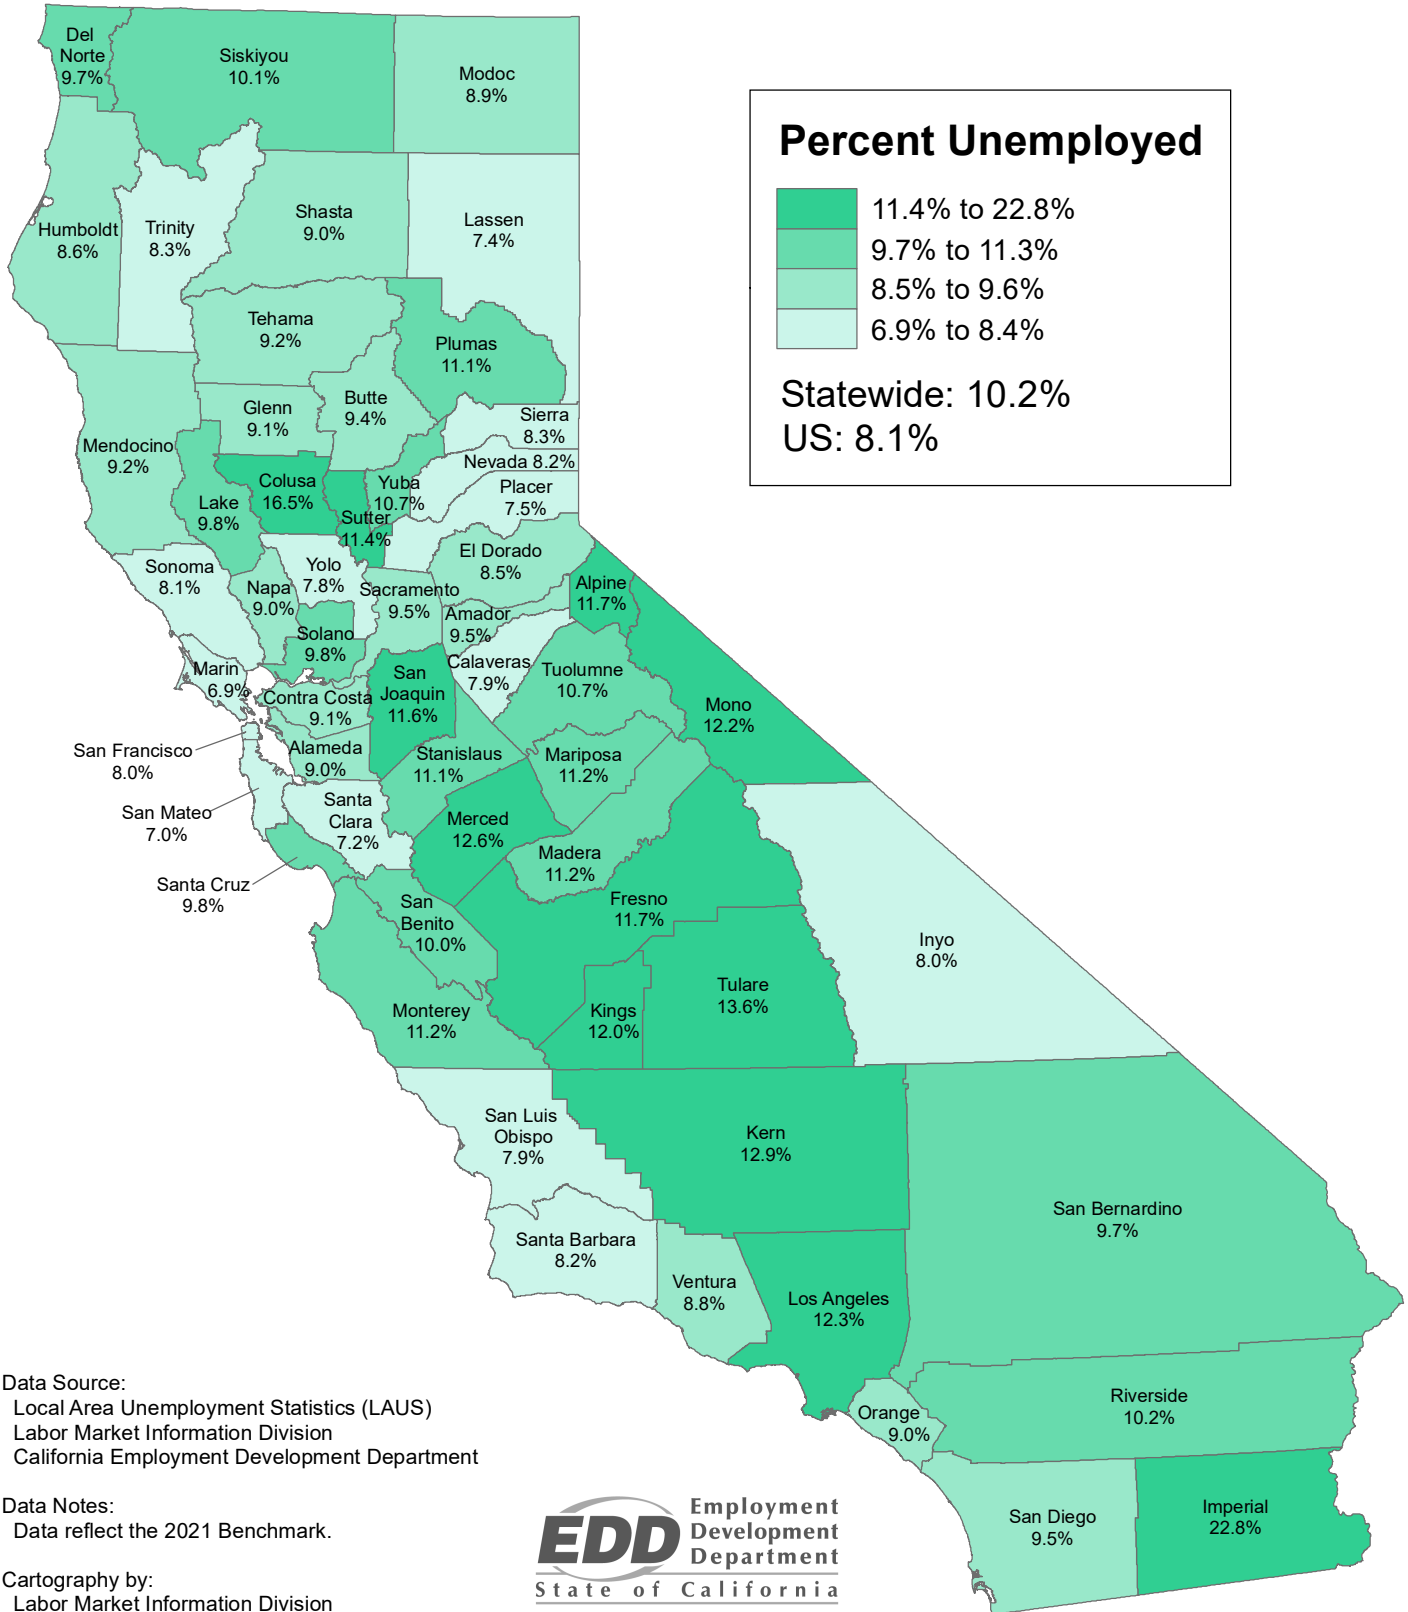 Del
Norte
9.7%
Siskiyou
10.1%
Modoc
8.9%
Percent Unemployed
11.4% to 22.8%
9.7% to 11.3%
8.5% to 9.6%
6.9% to 8.4%
Statewide: 10.2%
US: 8.1%
Humboldt
8.6%
Trinity
8.3%
Shasta
9.0%
Lassen
7.4%
Tehama
9.2%
Plumas
11.1%
Mendocino
9.2%
Glenn
9.1%
Butte
9.4%
Sierra
8.3%
Nevada 8.2%
Placer
7.5%
Lake
9.8%
Colusa
16.5%
Sutter
11.4%
Yuba
10.7%
Sonoma
8.1%
Napa
9.0%
Yolo
7.8%
Sacramento
9.5%
El Dorado
8.5%
Alpine
11.7%
Amador
9.5%
Solano
9.8%
Marin
6.9%
Contra Costa
9.1%
San
Joaquin
11.6%
Calaveras
7.9%
Tuolumne
10.7%
Mono
12.2%
San Francisco
8.0%
Alameda
9.0%
Stanislaus
11.1%
Mariposa
11.2%
San Mateo
7.0%
Santa
Clara
7.2%
Merced
12.6%
Madera
11.2%
Santa Cruz
9.8%
San
Benito
10.0%
Fresno
11.7%
Inyo
8.0%
Monterey
11.2%
Kings
12.0%
Tulare
13.6%
San Luis
Obispo
7.9%
Kern
12.9%
San Bernardino
9.7%
Santa Barbara
8.2%
Ventura
8.8%
Los Angeles
12.3%
Orange
9.0%
Riverside
10.2%
San Diego
9.5%
Imperial
22.8%
Data Source:
Local Area Unemployment Statistics (LAUS)
Labor Market Information Division
California Employment Development Department
Data Notes:
Data reflect the 2021 Benchmark.
Cartography by:
Labor Market Information Division
EDD
Employment
Development
Department
State of California